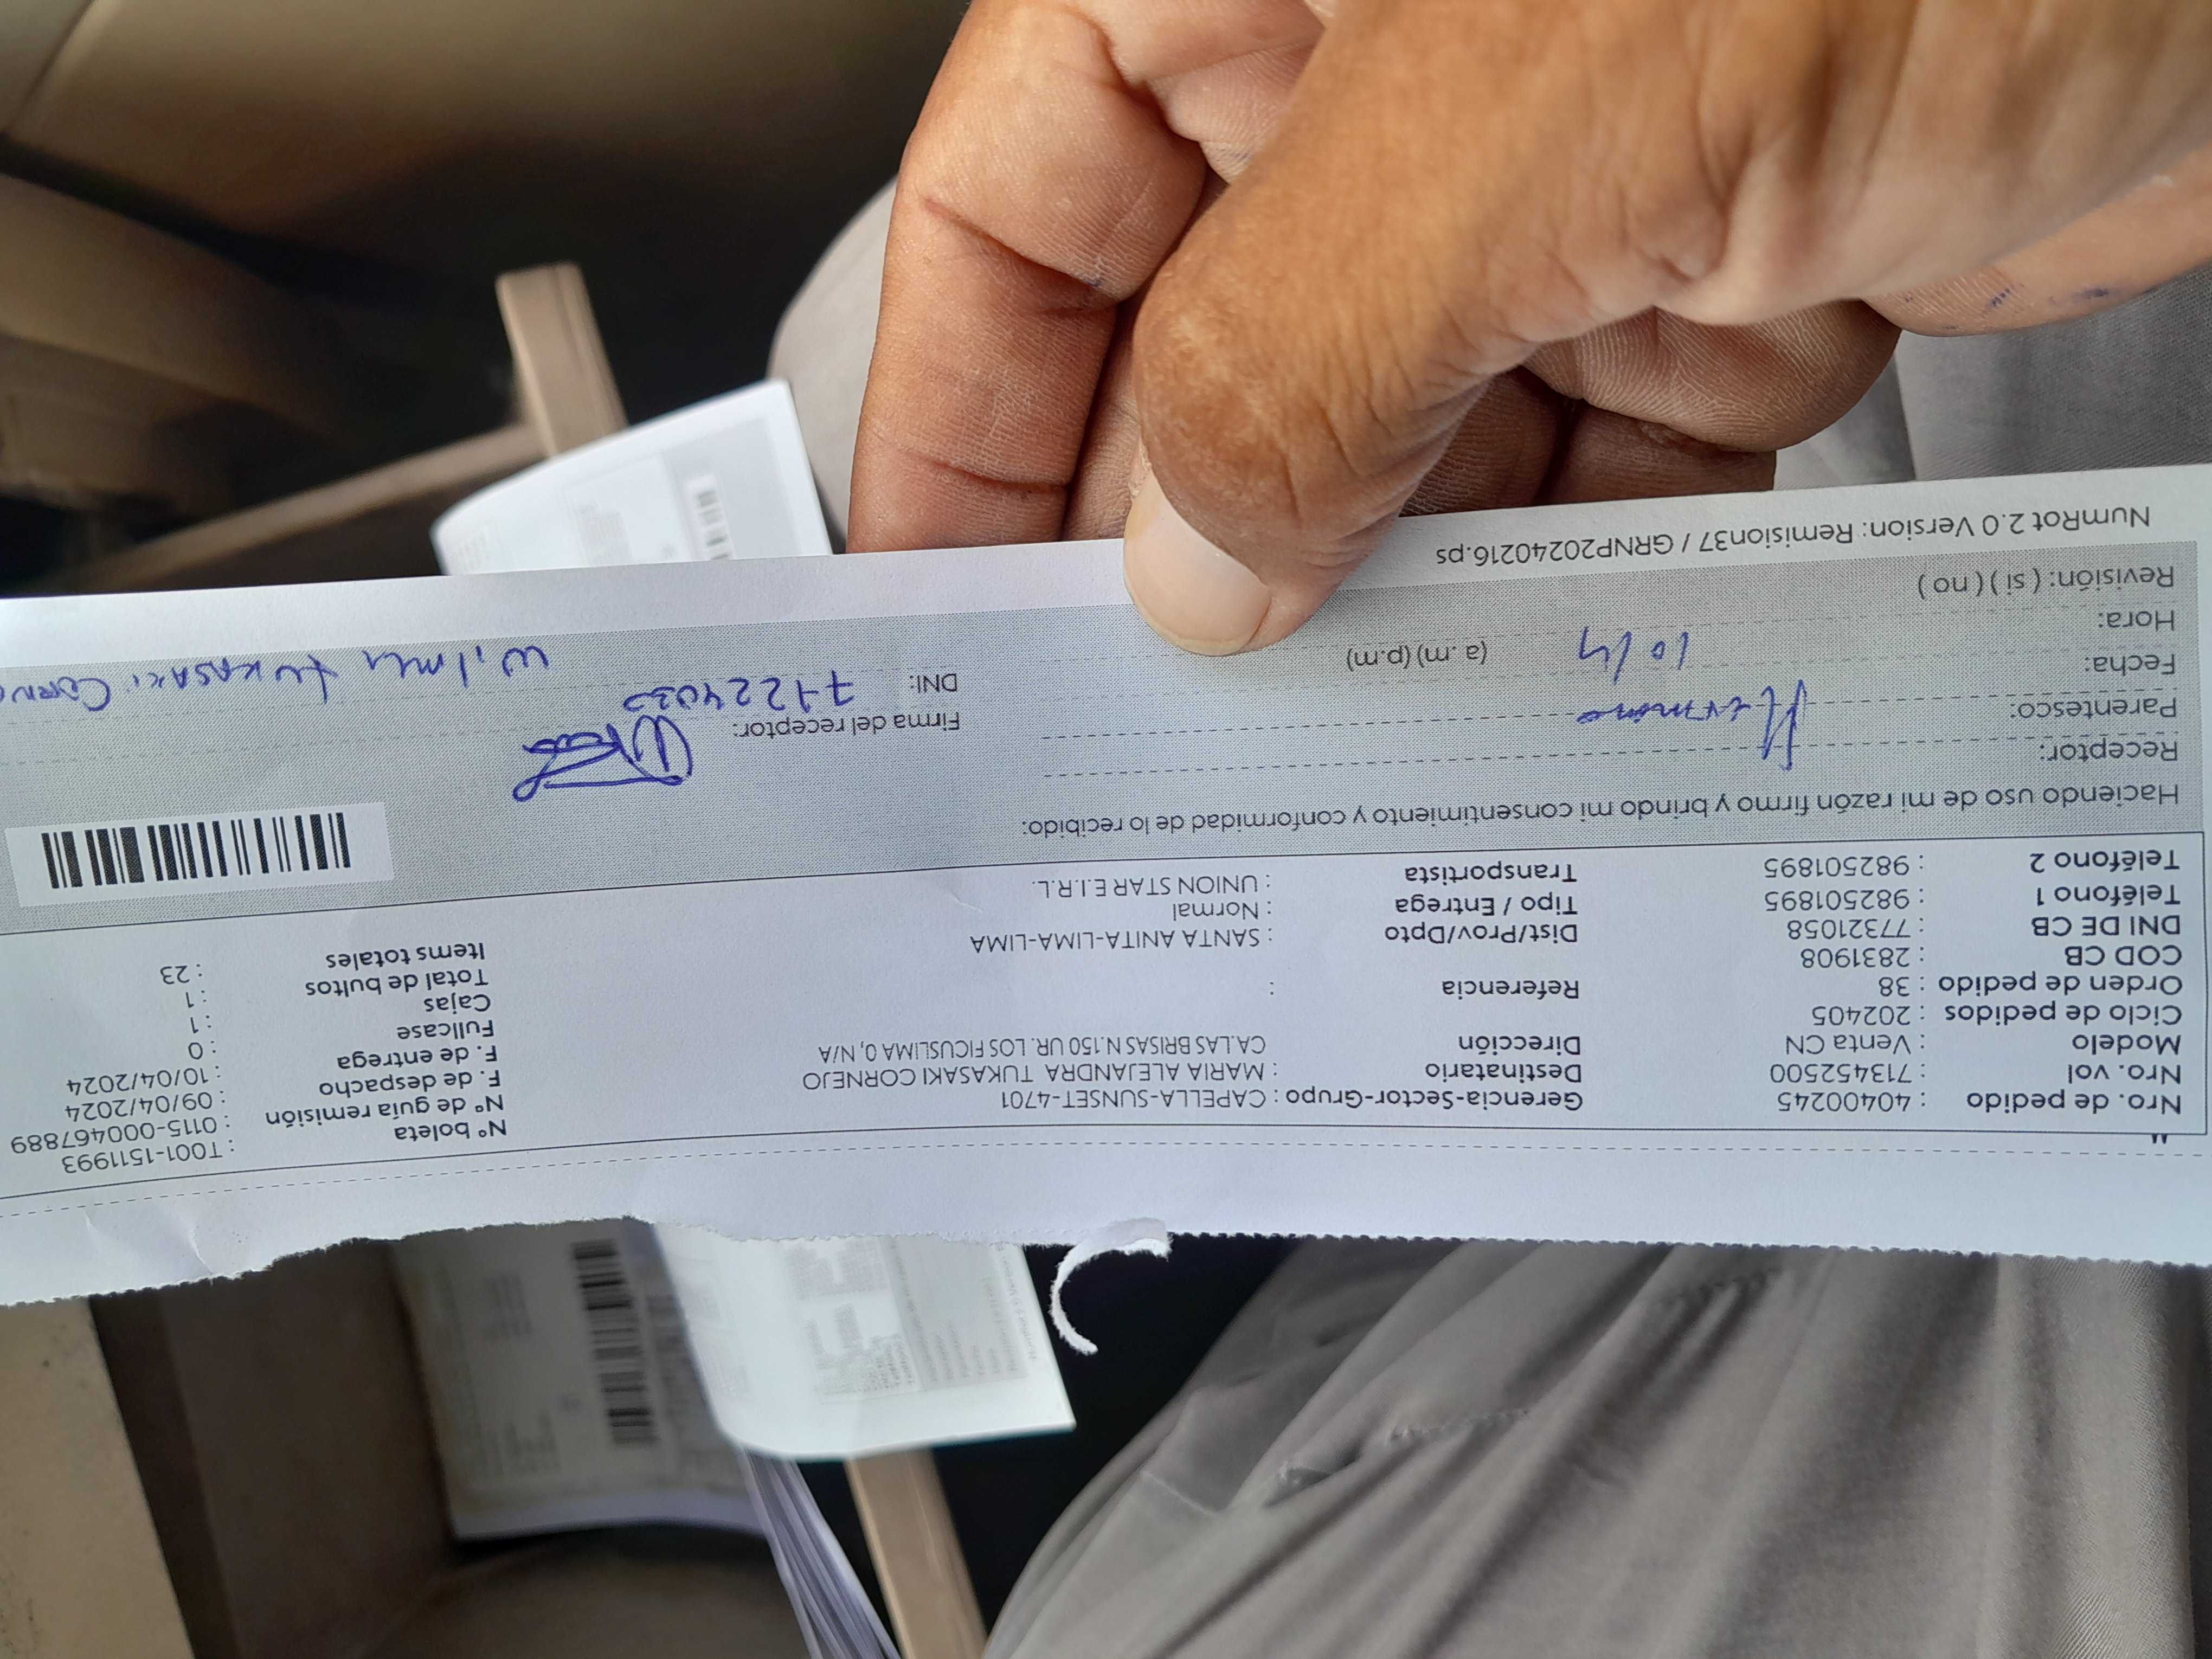 Nro. de pedido : 40400245 Gerencia-Sector-Grupo : CAPELLA-SUNSET-4701 N° boleta : T001-1511993
Nro. vol : 713452500 Destinatario : MARIA ALEJANDRA TUKASAKI CORNEJO N° de guía remisión : 0115-000467889
Modelo : Venta CN Dirección CA.LAS BRISAS N.150 UR. LOS FICUSLIMA 0, N/A F. de despacho : 09/04/2024
Ciclo de pedidos : 202405 F. de entrega : 10/04/2024
Orden de pedido : 38 Referencia : Fullcase : 0
COD CB : 2831908 Cajas : 1
DNI DE CB : 77321058 Dist/Prov/Dpto : SANTA ANITA-LIMA-LIMA Total de bultos : 1
Teléfono 1 : 982501895 Tipo / Entrega : Normal Items totales : 23
Teléfono 2 : 982501895 Transportista : UNION STAR E.I.R.L.
Haciendo uso de mi razón firmo y brindo mi consentimiento y conformidad de lo recibido:
Receptor:
Parentesco: Hermano Firma del receptor:
Fecha: 10/4 DNI:
Hora: (a. m) (p.m) Wilmer TUKASAKI
Revisión: ( si ) ( no )
NumRot 2.0 Version: Remision37 / GRNP20240216.ps